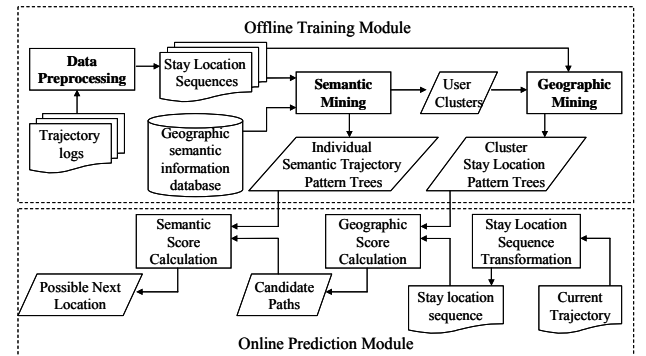 Offline Training Module
Data
Preprocessing
Stay Location
Sequences
Semantic
Mining
User
Clusters
Geographic
Mining
Trajectory
logs
Geographic
semantic
information
database
Individual
Semantic Trajectory
Pattern Trees
Cluster
Stay Location
Pattern Trees
Semantic
Score
Calculation
Geographic
Score
Calculation
Stay Location
Sequence
Transformation
Possible Next
Location
Candidate
Paths
Stay location
sequence
Current
Trajectory
Online Prediction Module